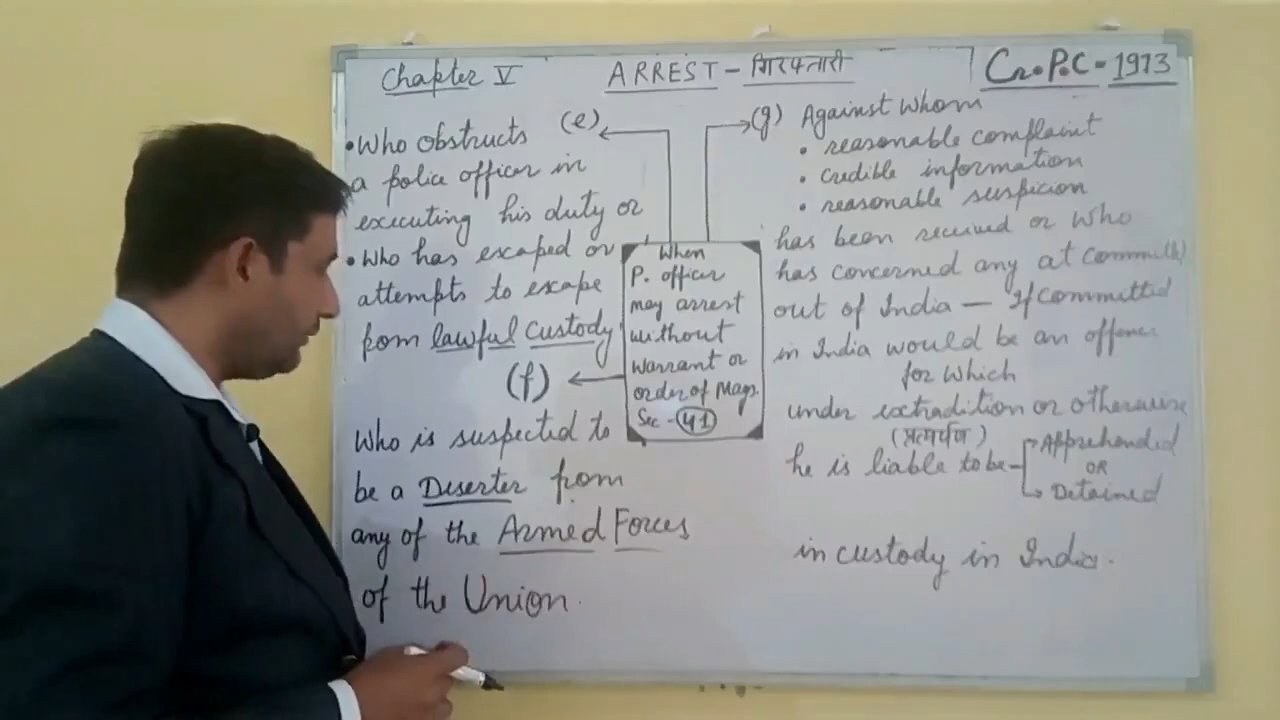 Chapter V
ARREST - गिरफ्तारी
Cr.P.C - 1973
(e)
• Who obstructs
a police officer in
executing his duty or
• Who has escaped or
attempts to escape
from lawful Custody
(f)
Who is suspected to
be a Deserter from
any of the Armed Forces
of the Union.
When
P. officer
may arrest
without
warrant or
order of Mags.
Sec - 41
(g) Against whom
• reasonable complaint
• credible information
• reasonable suspicion
has been received or who
has concerned any at
out of India — If Committed
in India would be an offence
for which
under extradition or otherwise
(प्रत्यर्पण)
he is liable to be
Apprehended
OR
Detained
in custody in India.